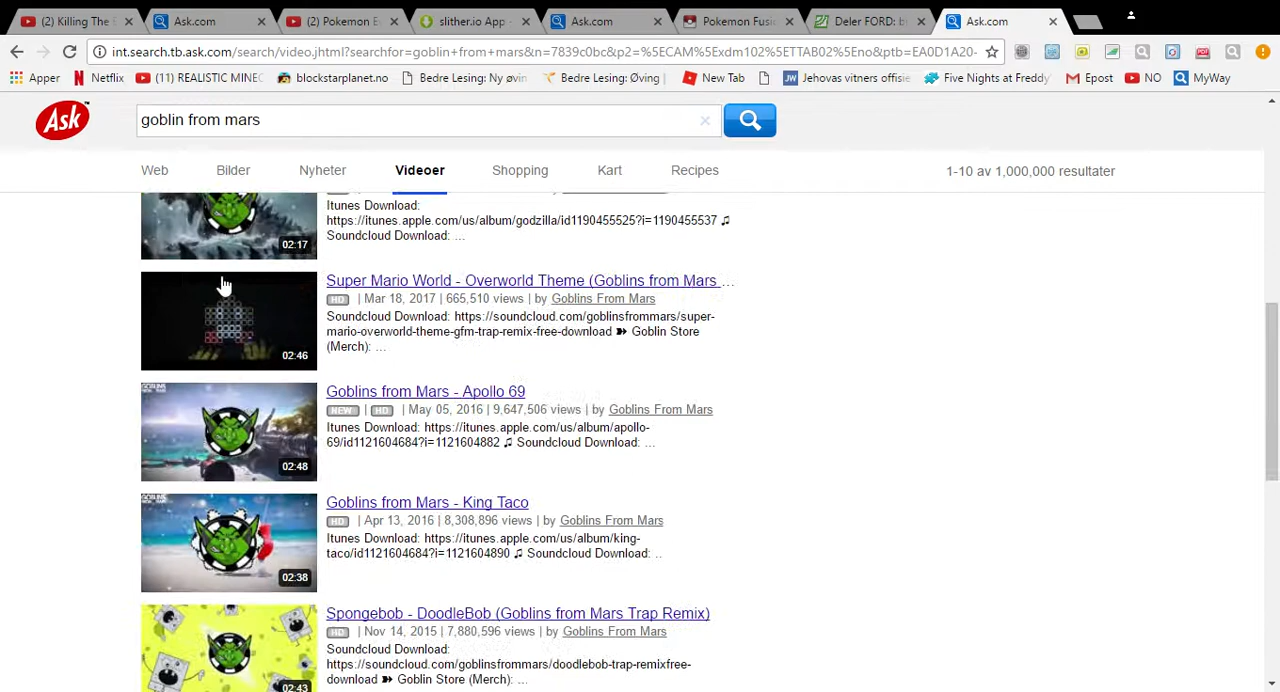 (2) Killing The E
Ask.com
(2) Pokemon E
slither.io App -
Ask.com
Pokemon Fusi
Deler FORD: b
Ask.com
int.search.tb.ask.com/search/video.jhtml?searchfor=goblin+from+mars&n=7839c0bc&p2=%5ECAM%5Exdm102%5ETTAB02%5Eno&ptb=EA0D1A20-
Apper
Netflix
(11) REALISTIC MINEC
blockstarplanet.no
Bedre Lesing: Ny øvin
Bedre Lesing: Øving |
New Tab
Jehovas vitners offisie
Five Nights at Freddy
Epost
NO
MyWay
Ask
goblin from mars
Web
Bilder
Nyheter
Videoer
Shopping
Kart
Recipes
1-10 av 1,000,000 resultater
Itunes Download:
https://itunes.apple.com/us/album/godzilla/id1190455525?i=1190455537 ♫
Soundcloud Download: ...
02:17
Super Mario World - Overworld Theme (Goblins from Mars ...
HD | Mar 18, 2017 | 665,510 views | by Goblins From Mars
Soundcloud Download: https://soundcloud.com/goblinsfrommars/super-
mario-overworld-theme-gfm-trap-remix-free-download ➽ Goblin Store
(Merch): ...
02:46
Goblins from Mars - Apollo 69
NEW HD | May 05, 2016 | 9,647,506 views | by Goblins From Mars
Itunes Download: https://itunes.apple.com/us/album/apollo-
69/id1121604684?i=1121604882 ♫ Soundcloud Download: ...
02:48
Goblins from Mars - King Taco
HD | Apr 13, 2016 | 8,308,896 views | by Goblins From Mars
Itunes Download: https://itunes.apple.com/us/album/king-
taco/id1121604684?i=1121604890 ♫ Soundcloud Download: ..
02:38
Spongebob - DoodleBob (Goblins from Mars Trap Remix)
HD | Nov 14, 2015 | 7,880,596 views | by Goblins From Mars
Soundcloud Download:
https://soundcloud.com/goblinsfrommars/doodlebob-trap-remixfree-
download ➽ Goblin Store (Merch): ...
02:43